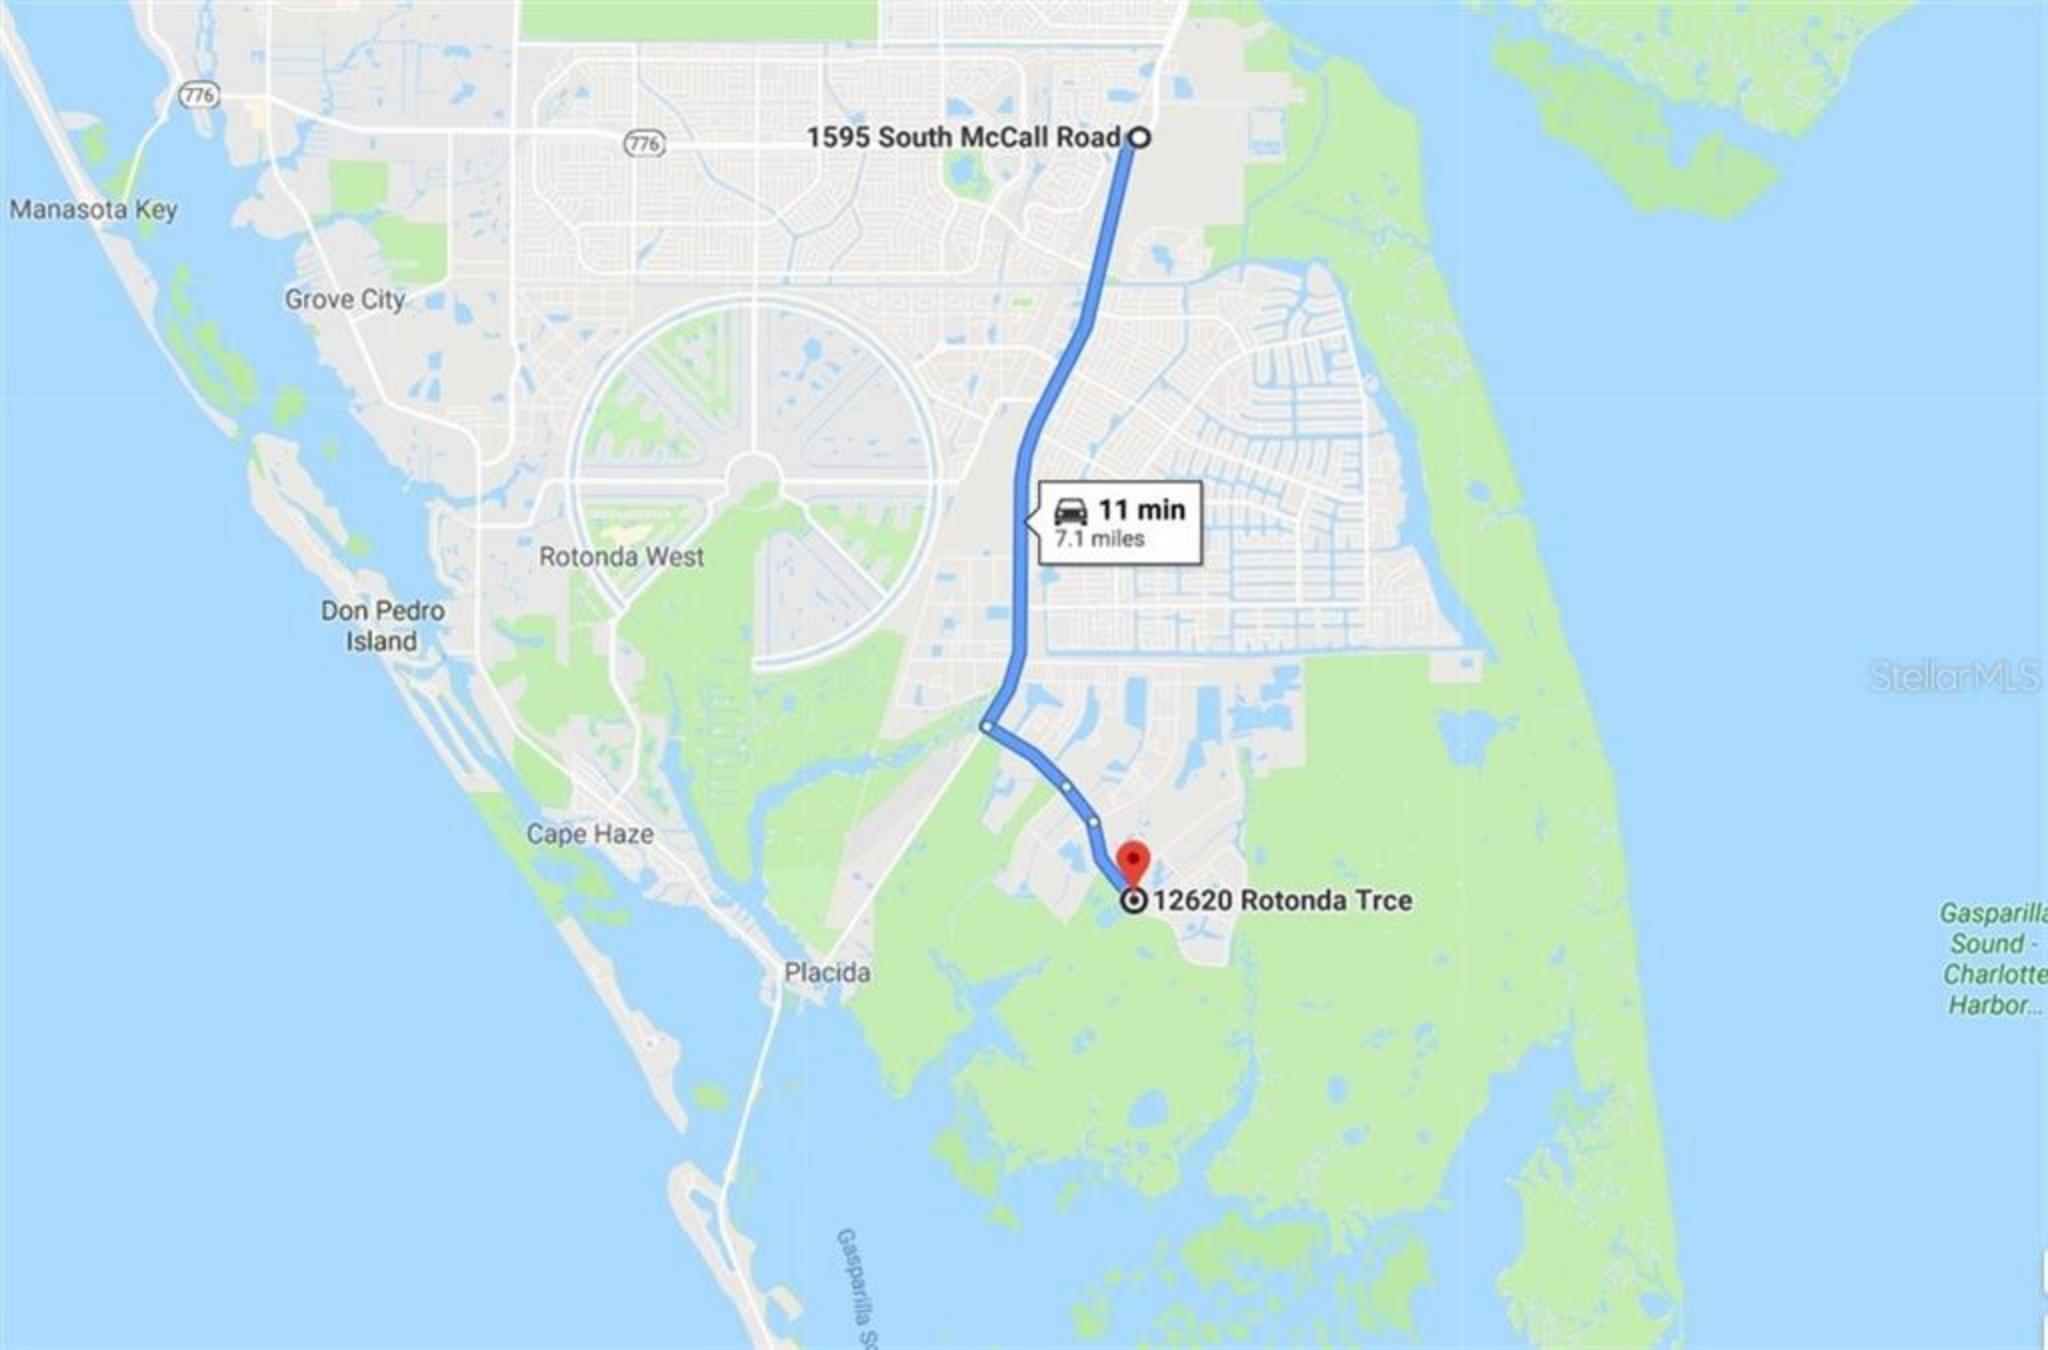 776
776
1595 South McCall Road
Manasota Key
Grove City
11 min
7.1 miles
Rotonda West
Don Pedro
Island
StellarMLS
Cape Haze
12620 Rotonda Trce
Placida
Gasparilla
Sound -
Charlotte
Harbor...
Gasparilla